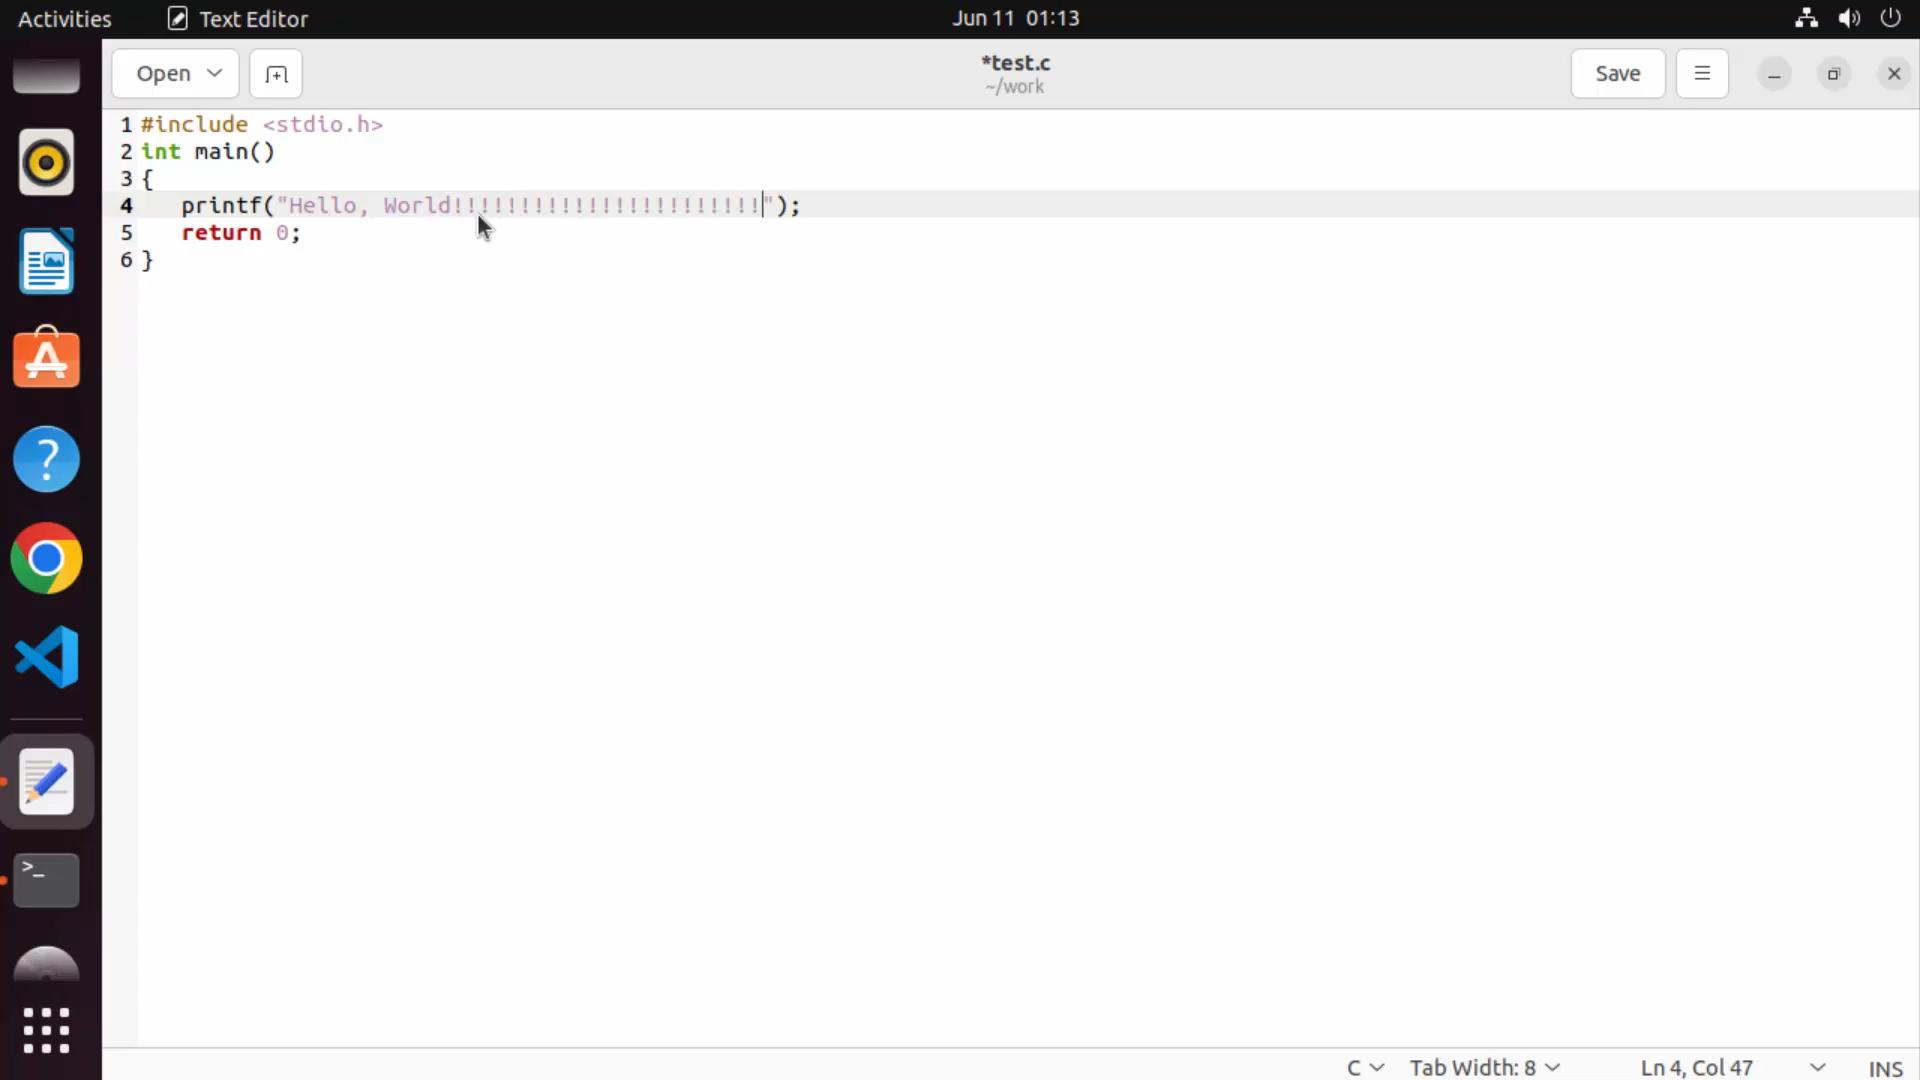 Activities
Text Editor
Jun 11 01:13
Open
*test.c
~/work
Save
1 #include <stdio.h>
2 int main()
3 {
4    printf("Hello, World!!!!!!!!!!!!!!!!!!!!!!!");
5    return 0;
6 }
C
Tab Width: 8
Ln 4, Col 47
INS